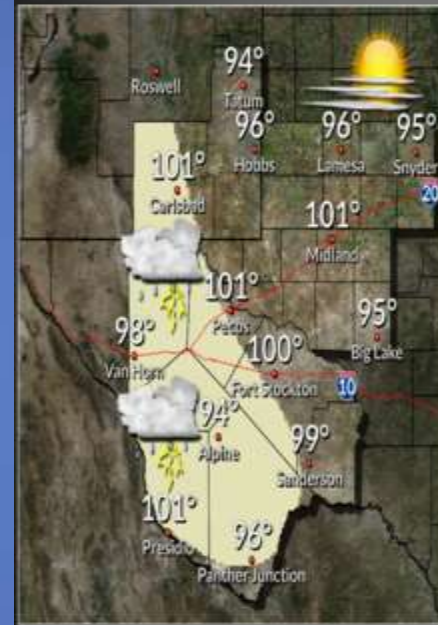 94°
Roswell
Tatum
96° 96° 95°
Hobbs Lamesa Snyder
101°
Carlsbad
20
101°
Midland
101°
Pecos
95°
Big Lake
98°
Van Horn
100°
Fort Stockton
10
94°
Alpine
99°
Sanderson
101°
Presidio
96°
Panther Junction